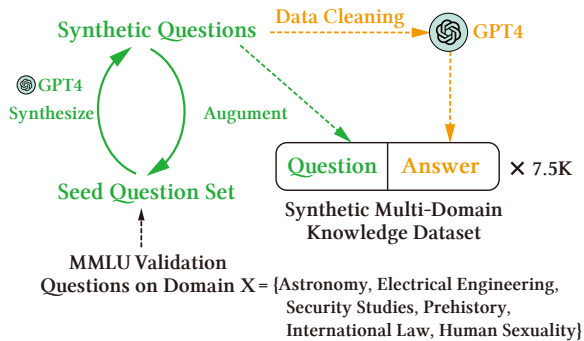 Synthetic Questions
Data Cleaning
GPT4
GPT4
Synthesize
Augument
Seed Question Set
Question
Answer
× 7.5K
Synthetic Multi-Domain
Knowledge Dataset
MMLU Validation
Questions on Domain X = {Astronomy, Electrical Engineering,
Security Studies, Prehistory,
International Law, Human Sexuality}